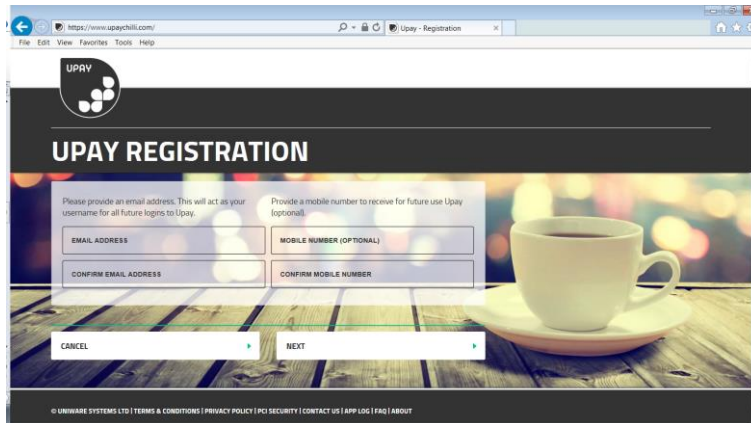 https://www.upaychilli.com/
Upay - Registration
File Edit View Favorites Tools Help
UPAY
UPAY REGISTRATION
Please provide an email address. This will act as your
username for all future logins to Upay.
Provide a mobile number to receive for future use Upay
(optional).
EMAIL ADDRESS
MOBILE NUMBER (OPTIONAL)
CONFIRM EMAIL ADDRESS
CONFIRM MOBILE NUMBER
CANCEL
NEXT
© UNIWARE SYSTEMS LTD | TERMS & CONDITIONS | PRIVACY POLICY | PCI SECURITY | CONTACT US | APP LOG | FAQ | ABOUT